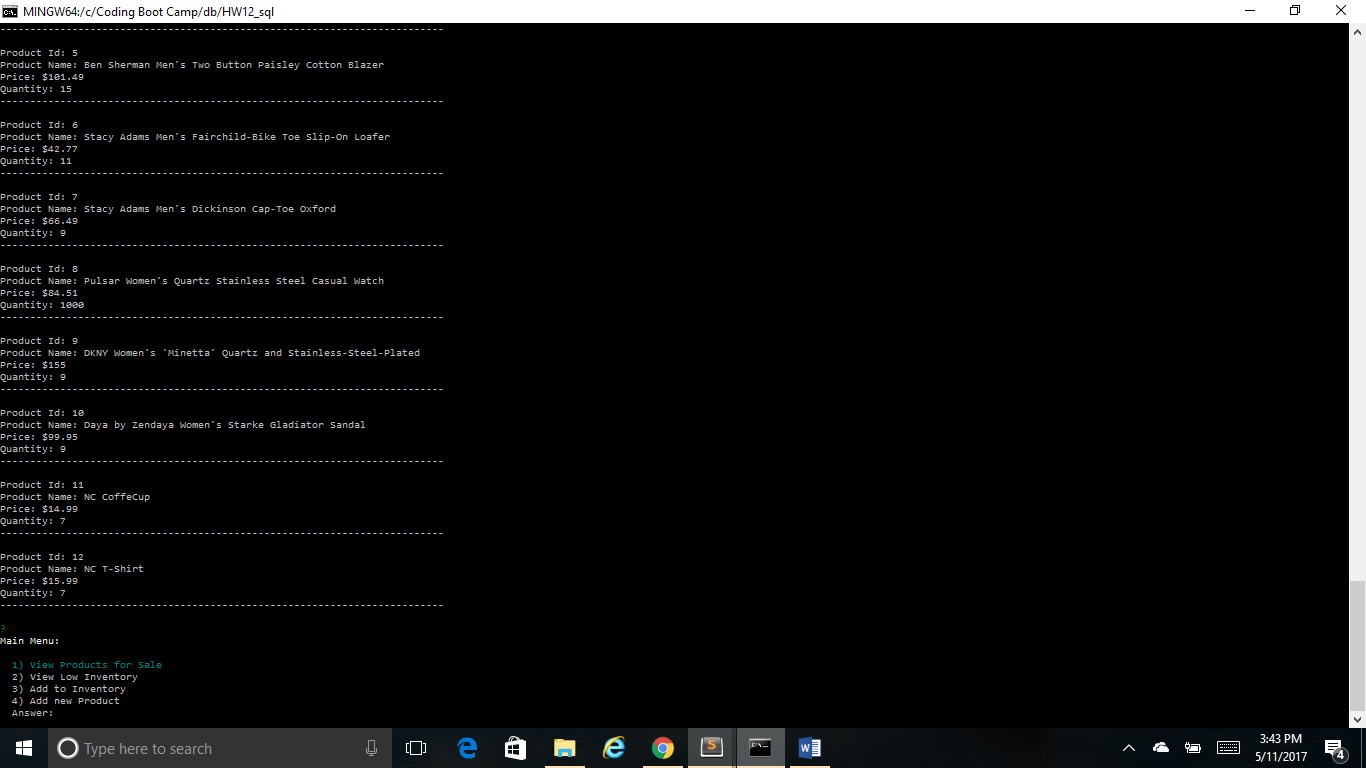 MINGW64:/c/Coding Boot Camp/db/HW12_sql
--------------------------------------------------------------------------
Product Id: 5
Product Name: Ben Sherman Men's Two Button Paisley Cotton Blazer
Price: $101.49
Quantity: 15
--------------------------------------------------------------------------
Product Id: 6
Product Name: Stacy Adams Men's Fairchild-Bike Toe Slip-On Loafer
Price: $42.77
Quantity: 11
--------------------------------------------------------------------------
Product Id: 7
Product Name: Stacy Adams Men's Dickinson Cap-Toe Oxford
Price: $66.49
Quantity: 9
--------------------------------------------------------------------------
Product Id: 8
Product Name: Pulsar Women's Quartz Stainless Steel Casual Watch
Price: $84.51
Quantity: 1000
--------------------------------------------------------------------------
Product Id: 9
Product Name: DKNY Women's 'Minetta' Quartz and Stainless-Steel-Plated
Price: $155
Quantity: 9
--------------------------------------------------------------------------
Product Id: 10
Product Name: Daya by Zendaya Women's Starke Gladiator Sandal
Price: $99.95
Quantity: 9
--------------------------------------------------------------------------
Product Id: 11
Product Name: NC CoffeCup
Price: $14.99
Quantity: 7
--------------------------------------------------------------------------
Product Id: 12
Product Name: NC T-Shirt
Price: $15.99
Quantity: 7
--------------------------------------------------------------------------
?
Main Menu:
1) View Products for Sale
2) View Low Inventory
3) Add to Inventory
4) Add new Product
Answer:
Type here to search
3:43 PM
5/11/2017
4